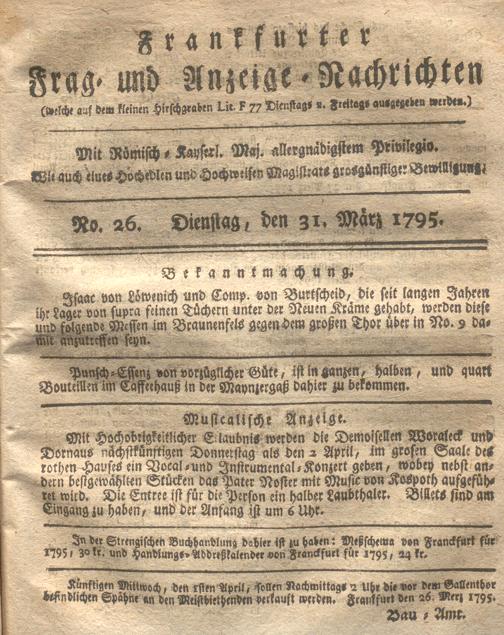 Frankfurter
Frag- und Anzeige-Nachrichten
(welche auf dem kleinen Hirschgraben Lit. F 77 Dienstags u. Freitags ausgegeben werden.)
Mit Römisch-Kayserl. Maj. allergnädigstem Privilegio.
Wie auch eines Hochedlen und Hochweisen Magistrats grosgünstiger Bewilligung.
No. 26. Dienstag, den 31. März 1795.
Bekanntmachung.
Isaac von Löwenich und Comp. von Burtscheid, die seit langen Jahren
ihr Lager von supra feinen Tüchern unter der Neuen Kräme gehabt, werden diese
und folgende Messen im Braunenfels gegen dem großen Thor über in No. 9 da-
mit anzutreffen seyn.
Punsch-Essenz von vorzüglicher Güte, ist in ganzen, halben, und quart
Bouteillen im Caffeehauß in der Maynzergaß dahier zu bekommen.
Musicalische Anzeige.
Mit Hochobrigkeitlicher Erlaubnis werden die Demoisellen Woraleck und
Dornaus nächstkünftigen Donnerstag als den 2 April, im grosen Saale des
rothen Hauses ein Vocal- und Instrumental-Konzert geben, wobey nebst an-
dern bestgewählten Stücken das Pater Noster mit Music von Kospoth aufgefüh-
ret wird. Die Entree ist für die Person ein halber Laubthaler. Billets sind am
Eingang zu haben, und der Anfang ist um 6 Uhr.
In der Strengischen Buchhandlung dahier ist zu haben: Meßschema von Franckfurt für
1795, 30 kr. und Handlungs-Addreßkalender von Franckfurt für 1795, 24 kr.
Künftigen Mittwoch, den 1sten April, sollen Nachmittags 2 Uhr die vor dem Gallenthor
befindlichen Spähne an den Meistbiethenden verkauft werden. Frankfurt den 26. Merz 1795.
Bau-Amt.